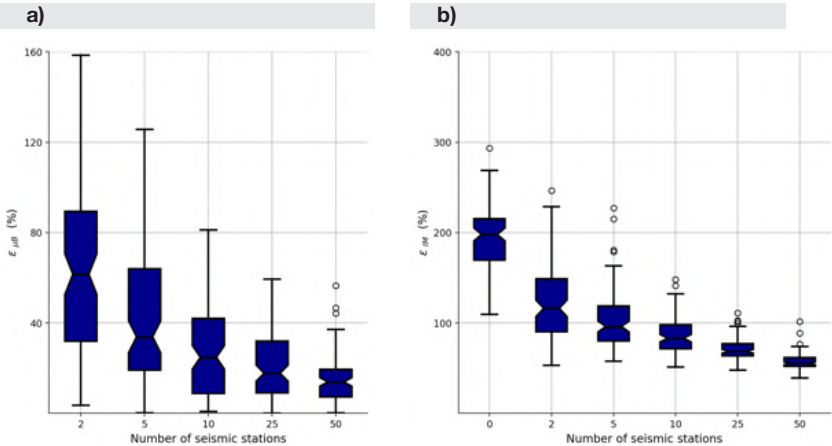 a)
b)
160
120
80
40
ε μB (%)
2 5 10 25 50
Number of seismic stations
400
300
200
100
ε IM (%)
0 2 5 10 25 50
Number of seismic stations